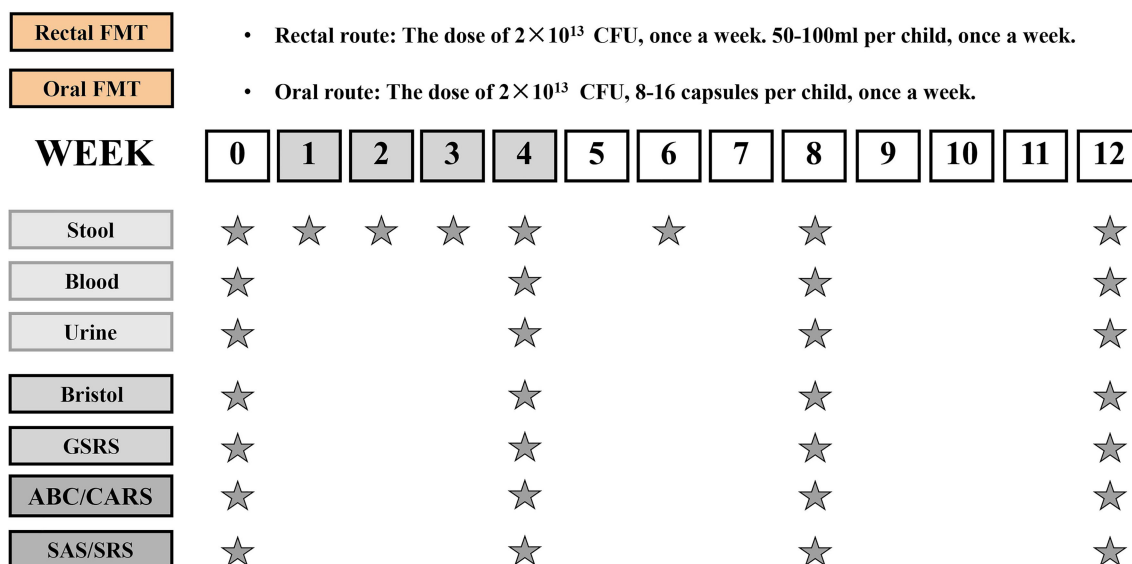 Rectal FMT
• Rectal route: The dose of 2×10¹³ CFU, once a week. 50-100ml per child, once a week.
Oral FMT
• Oral route: The dose of 2×10¹³ CFU, 8-16 capsules per child, once a week.
WEEK 0 1 2 3 4 5 6 7 8 9 10 11 12
Stool
Blood
Urine
Bristol
GSRS
ABC/CARS
SAS/SRS